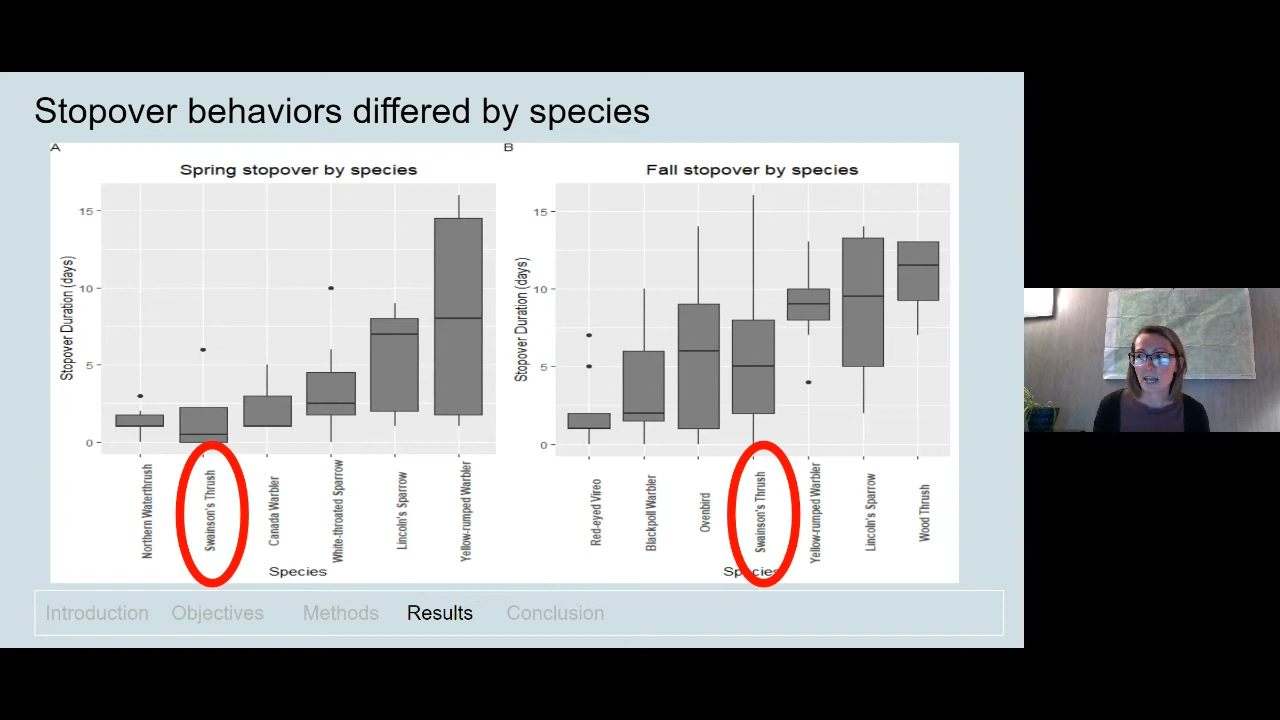 Stopover behaviors differed by species
A
Spring stopover by species
Stopover Duration (days)
15
10
5
0
Northern Waterthrush
Swainson's Thrush
Canada Warbler
White-throated Sparrow
Lincoln's Sparrow
Yellow-rumped Warbler
Species
B
Fall stopover by species
Stopover Duration (days)
15
10
5
0
Red-eyed Vireo
Blackpoll Warbler
Ovenbird
Swainson's Thrush
Yellow-rumped Warbler
Lincoln's Sparrow
Wood Thrush
Species
Introduction Objectives Methods Results Conclusion